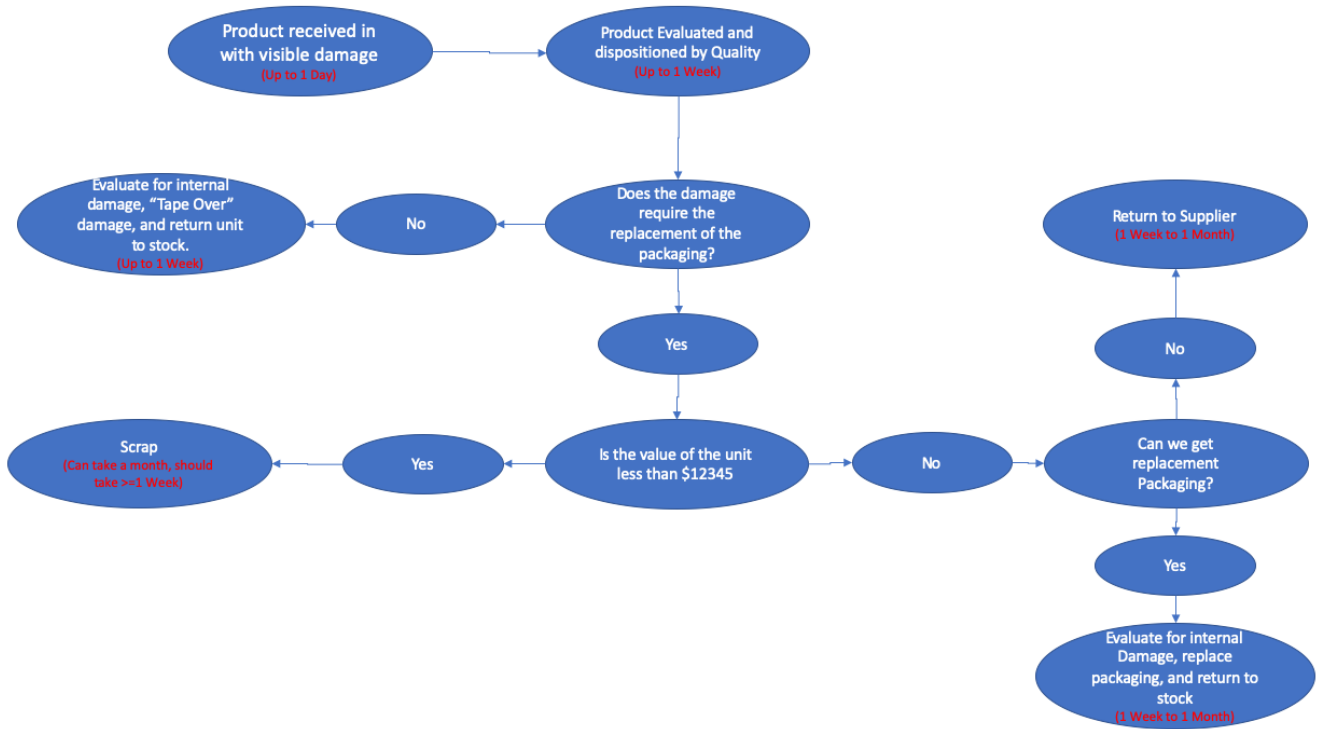 Product received in
with visible damage
(Up to 1 Day)
Product Evaluated and
dispositioned by Quality
(Up to 1 Week)
Evaluate for internal
damage, “Tape Over”
damage, and return unit
to stock.
(Up to 1 Week)
No
Does the damage
require the
replacement of the
packaging?
Return to Supplier
(1 Week to 1 Month)
Yes
No
Scrap
(Can take a month, should
take >=1 Week)
Yes
Is the value of the unit
less than $12345
No
Can we get
replacement
Packaging?
Yes
Evaluate for internal
Damage, replace
packaging, and return to
stock
(1 Week to 1 Month)